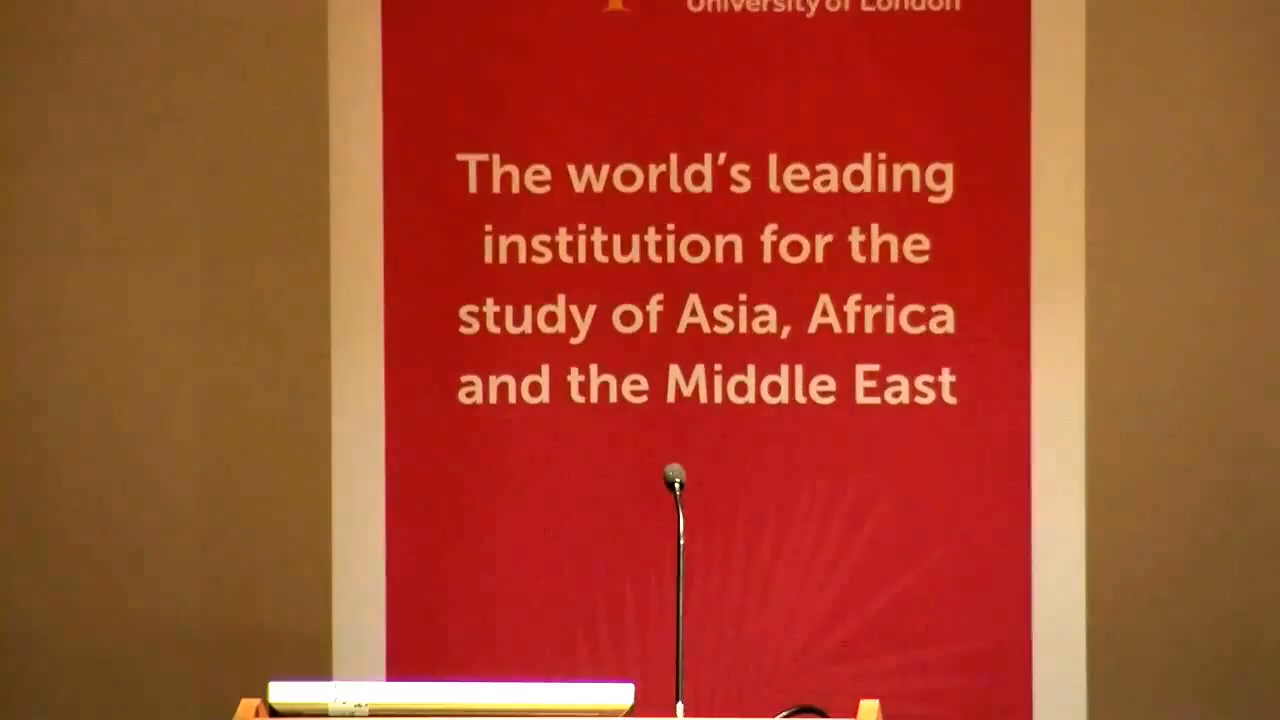 University of London
The world's leading
institution for the
study of Asia, Africa
and the Middle East